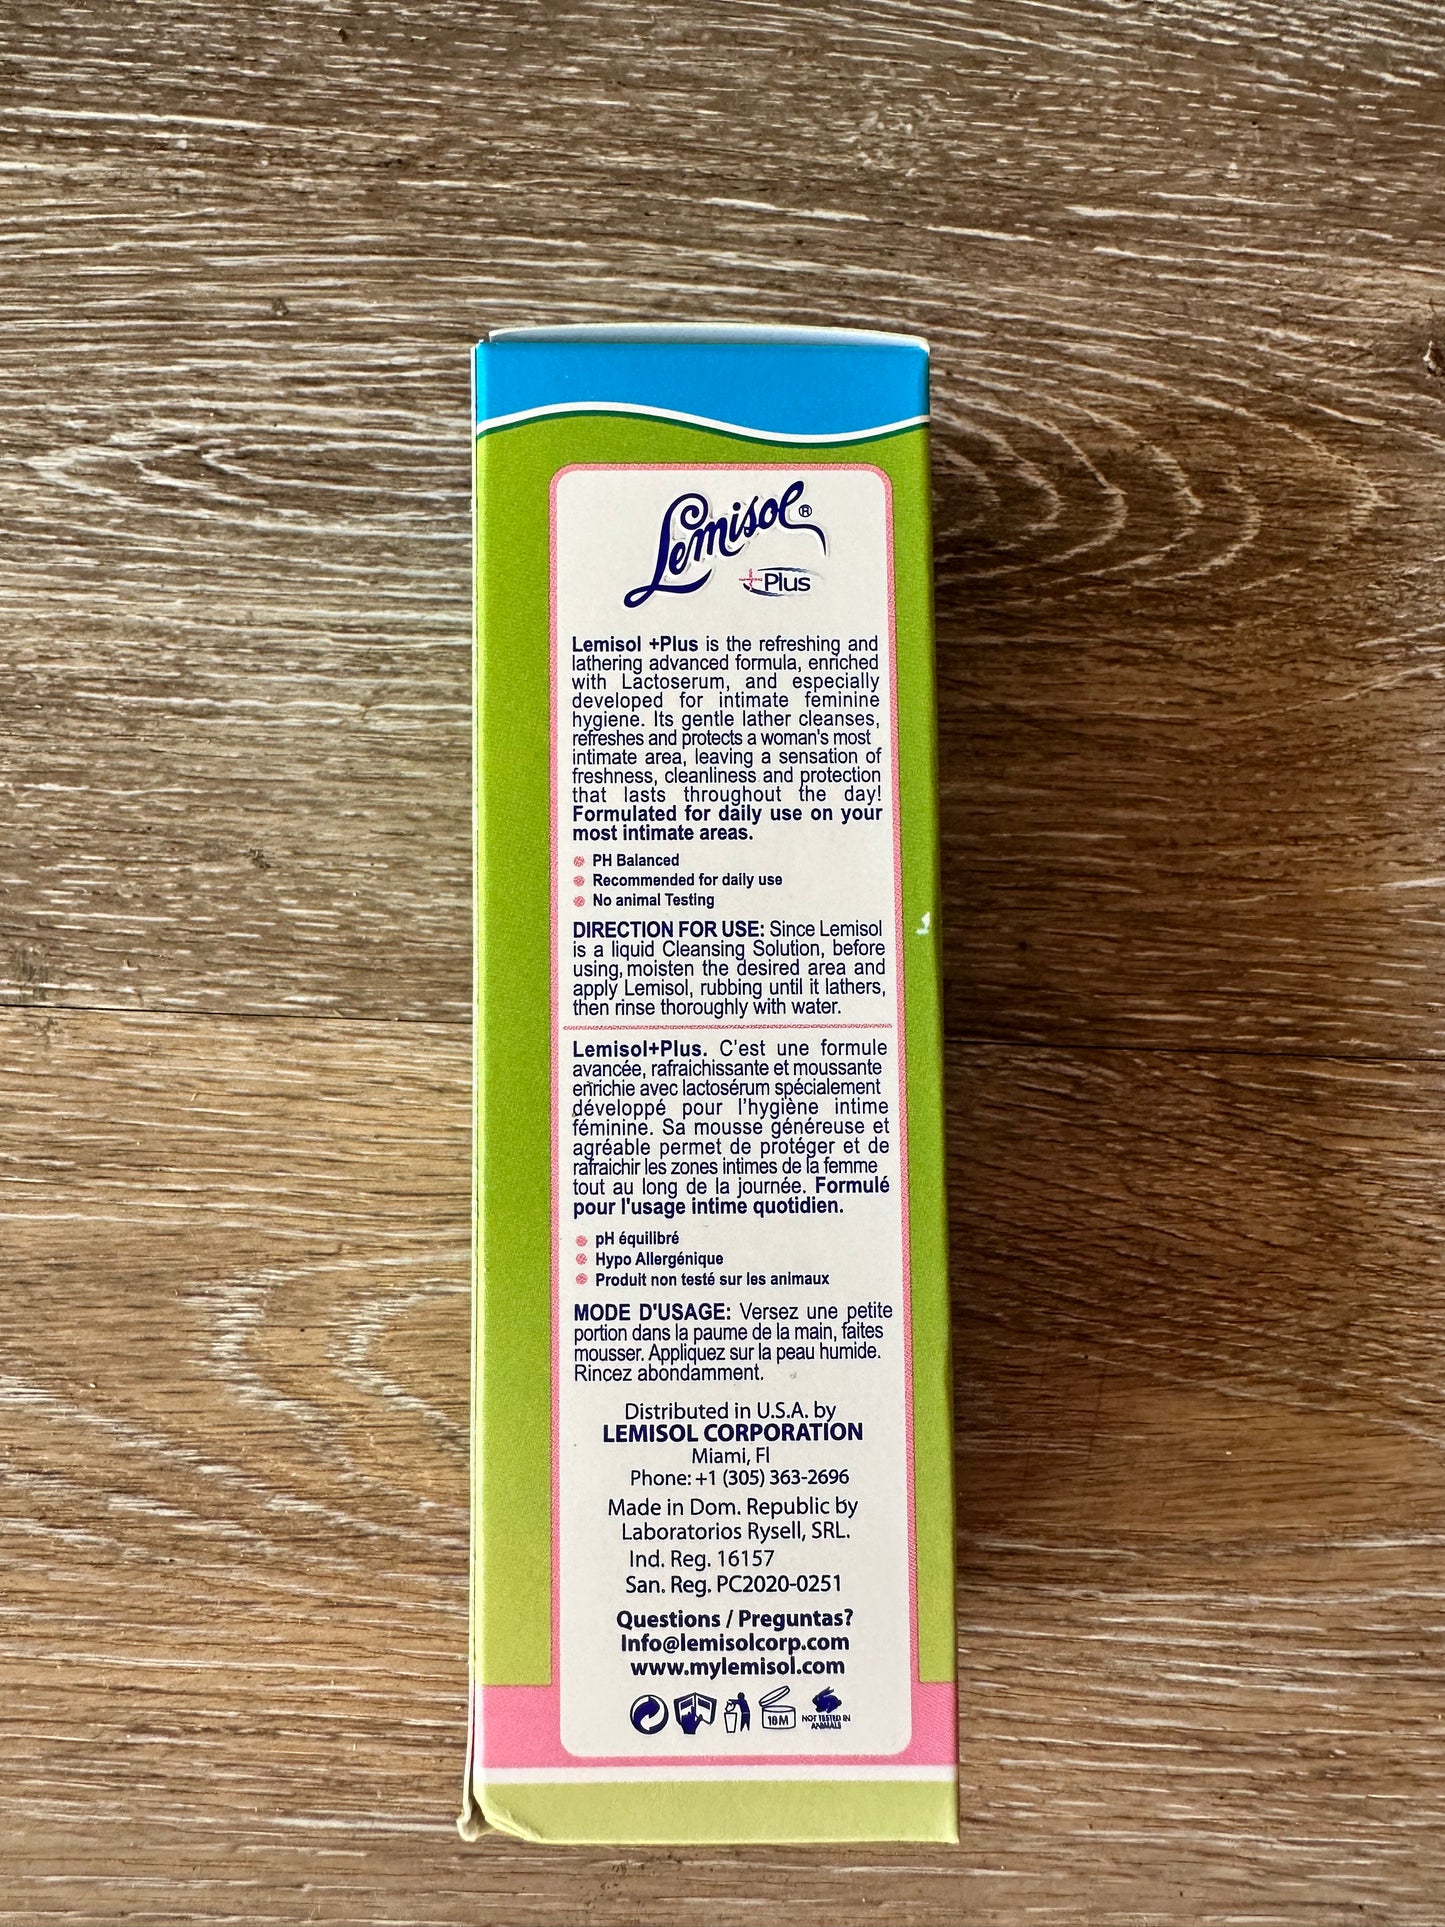 Lemisol®
+Plus
Lemisol +Plus is the refreshing and
lathering advanced formula, enriched
with Lactoserum, and especially
developed for intimate feminine
hygiene. Its gentle lather cleanses,
refreshes and protects a woman's most
intimate area, leaving a sensation of
freshness, cleanliness and protection
that lasts throughout the day!
Formulated for daily use on your
most intimate areas.
PH Balanced
Recommended for daily use
No animal Testing
DIRECTION FOR USE: Since Lemisol
is a liquid Cleansing Solution, before
using, moisten the desired area and
apply Lemisol, rubbing until it lathers,
then rinse thoroughly with water.
Lemisol+Plus. C'est une formule
avancée, rafraichissante et moussante
enrichie avec lactosérum spécialement
développé pour l'hygiène intime
féminine. Sa mousse généreuse et
agréable permet de protéger et de
rafraichir les zones intimes de la femme
tout au long de la journée. Formulé
pour l'usage intime quotidien.
pH équilibré
Hypo Allergénique
Produit non testé sur les animaux
MODE D'USAGE: Versez une petite
portion dans la paume de la main, faites
mousser. Appliquez sur la peau humide.
Rincez abondamment.
Distributed in U.S.A. by
LEMISOL CORPORATION
Miami, Fl
Phone: +1 (305) 363-2696
Made in Dom. Republic by
Laboratorios Rysell, SRL.
Ind. Reg. 16157
San. Reg. PC2020-0251
Questions / Preguntas?
Info@lemisolcorp.com
www.mylemisol.com
18M
NOT TESTED IN
ANIMALS